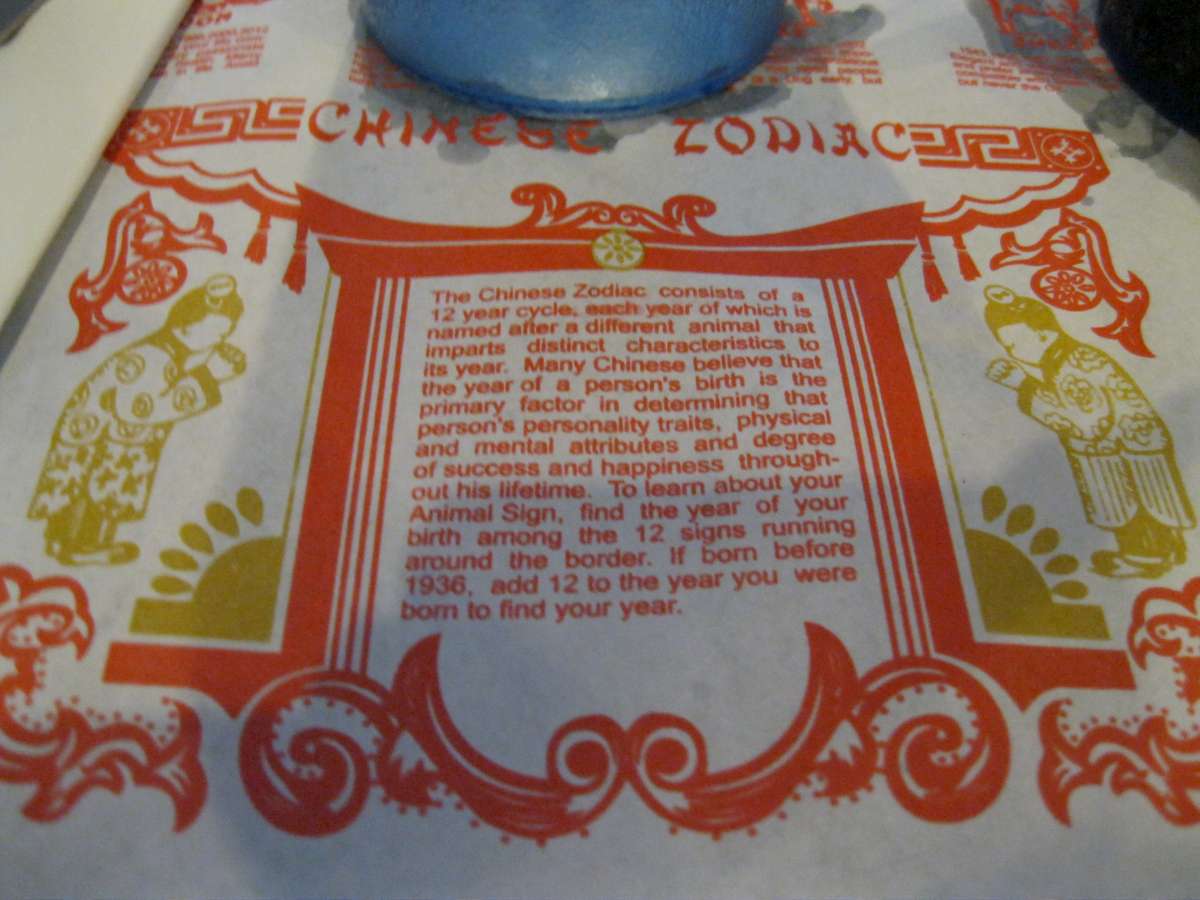 CHINESE ZODIAC
The Chinese Zodiac consists of a
12 year cycle, each year of which is
named after a different animal that
imparts distinct characteristics to
its year. Many Chinese believe that
the year of a person's birth is the
primary factor in determining that
person's personality traits, physical
and mental attributes and degree
of success and happiness through-
out his lifetime. To learn about your
Animal Sign, find the year of your
birth among the 12 signs running
around the border. If born before
1936, add 12 to the year you were
born to find your year.